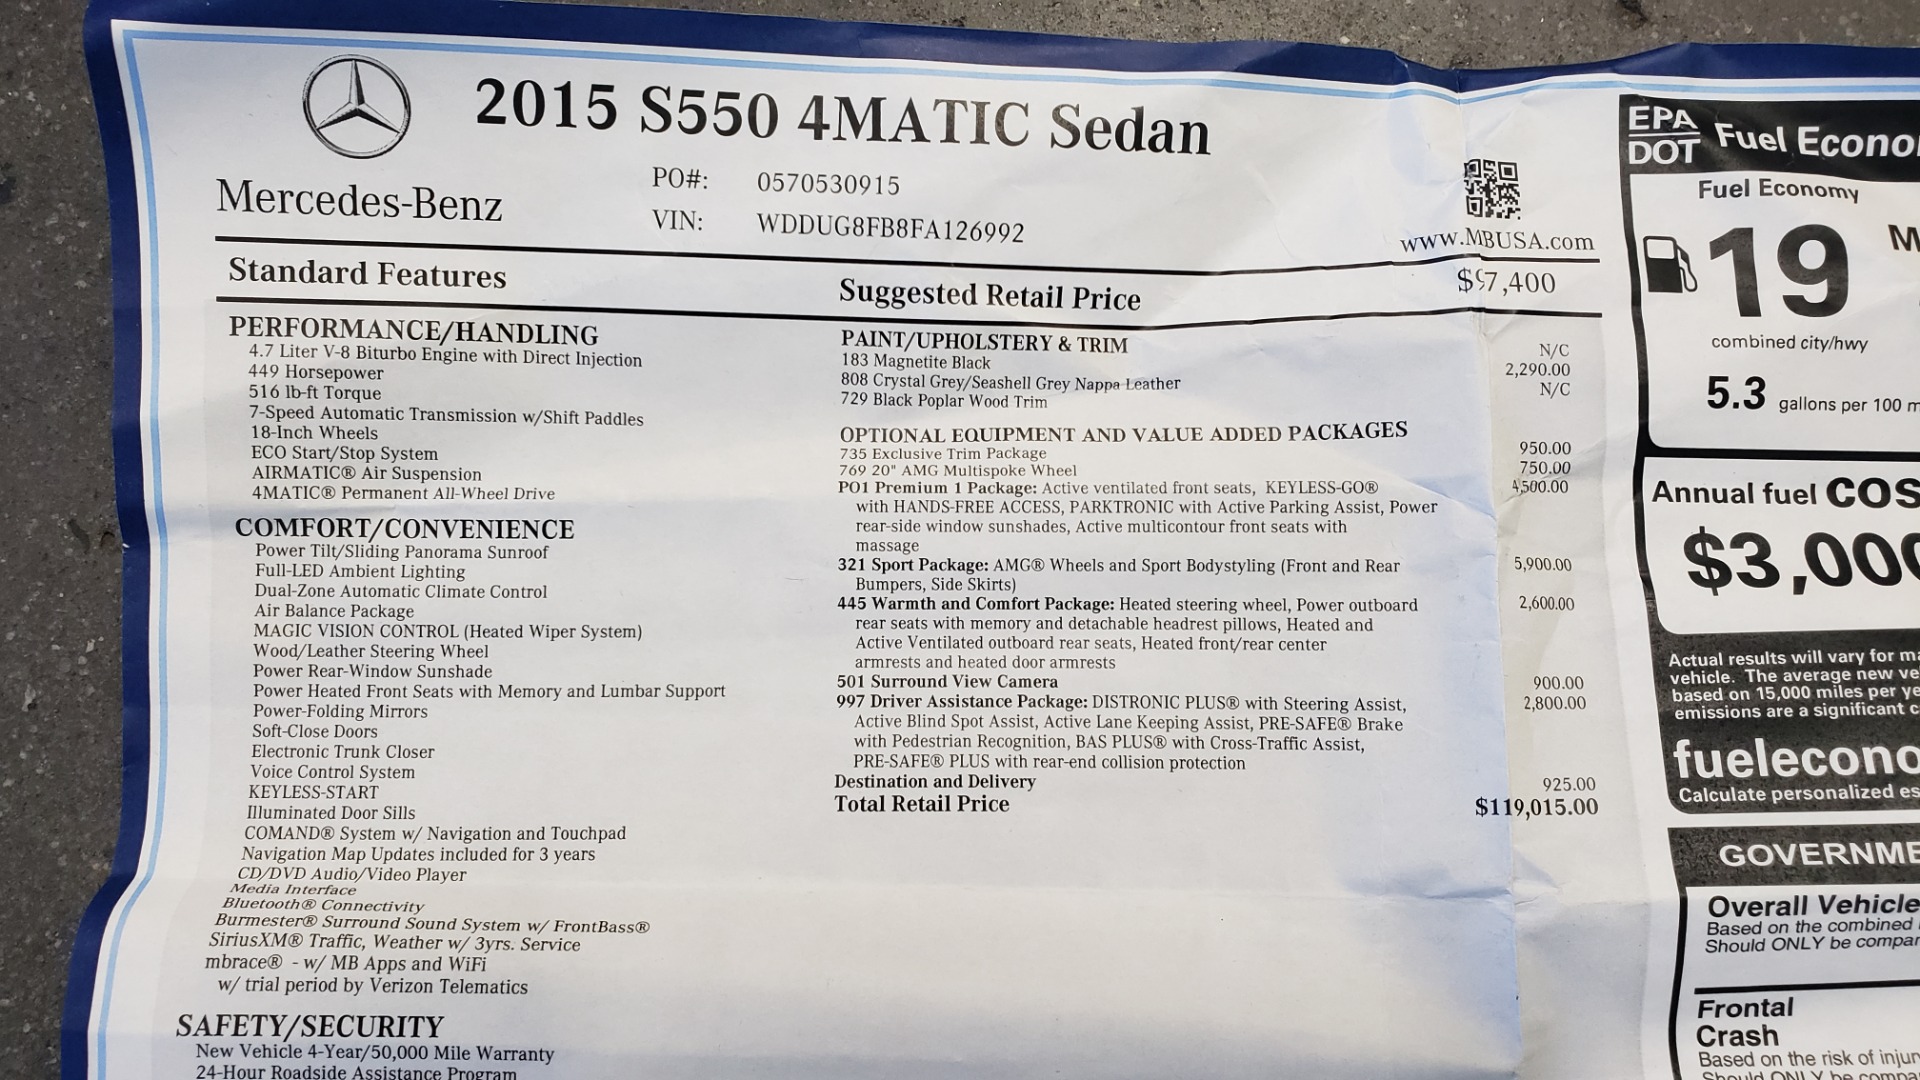 2015 S550 4MATIC Sedan
Mercedes-Benz
PO#: 0570530915
VIN: WDDUG8FB8FA126992
www.MBUSA.com
Standard Features
PERFORMANCE/HANDLING
4.7 Liter V-8 Biturbo Engine with Direct Injection
449 Horsepower
516 lb-ft Torque
7-Speed Automatic Transmission w/Shift Paddles
18-Inch Wheels
ECO Start/Stop System
AIRMATIC® Air Suspension
4MATIC® Permanent All-Wheel Drive
COMFORT/CONVENIENCE
Power Tilt/Sliding Panorama Sunroof
Full-LED Ambient Lighting
Dual-Zone Automatic Climate Control
Air Balance Package
MAGIC VISION CONTROL (Heated Wiper System)
Wood/Leather Steering Wheel
Power Rear-Window Sunshade
Power Heated Front Seats with Memory and Lumbar Support
Power-Folding Mirrors
Soft-Close Doors
Electronic Trunk Closer
Voice Control System
KEYLESS-START
Illuminated Door Sills
COMAND® System w/ Navigation and Touchpad
Navigation Map Updates included for 3 years
CD/DVD Audio/Video Player
Media Interface
Bluetooth® Connectivity
Burmester® Surround Sound System w/ FrontBass®
SiriusXM® Traffic, Weather w/ 3yrs. Service
mbrace® - w/ MB Apps and WiFi
w/ trial period by Verizon Telematics
SAFETY/SECURITY
New Vehicle 4-Year/50,000 Mile Warranty
24-Hour Roadside Assistance Program
Suggested Retail Price $97,400
PAINT/UPHOLSTERY & TRIM
183 Magnetite Black N/C
808 Crystal Grey/Seashell Grey Nappa Leather 2,290.00
729 Black Poplar Wood Trim N/C
OPTIONAL EQUIPMENT AND VALUE ADDED PACKAGES
735 Exclusive Trim Package 950.00
769 20" AMG Multispoke Wheel 750.00
PO1 Premium 1 Package: Active ventilated front seats, KEYLESS-GO® 4,500.00
with HANDS-FREE ACCESS, PARKTRONIC with Active Parking Assist, Power
rear-side window sunshades, Active multicontour front seats with
massage
321 Sport Package: AMG® Wheels and Sport Bodystyling (Front and Rear 5,900.00
Bumpers, Side Skirts)
445 Warmth and Comfort Package: Heated steering wheel, Power outboard 2,600.00
rear seats with memory and detachable headrest pillows, Heated and
Active Ventilated outboard rear seats, Heated front/rear center
armrests and heated door armrests
501 Surround View Camera 900.00
997 Driver Assistance Package: DISTRONIC PLUS® with Steering Assist, 2,800.00
Active Blind Spot Assist, Active Lane Keeping Assist, PRE-SAFE® Brake
with Pedestrian Recognition, BAS PLUS® with Cross-Traffic Assist,
PRE-SAFE® PLUS with rear-end collision protection
Destination and Delivery 925.00
Total Retail Price $119,015.00
EPA
DOT
Fuel Econo
Fuel Economy
19
M
combined city/hwy
5.3 gallons per 100 m
Annual fuel COS
$3,000
Actual results will vary for ma
vehicle. The average new ve
based on 15,000 miles per ye
emissions are a significant c
fuelecono
Calculate personalized es
GOVERNME
Overall Vehicle
Based on the combined
Should ONLY be compar
Frontal
Crash
Based on the risk of injur
Should ONLY be compa